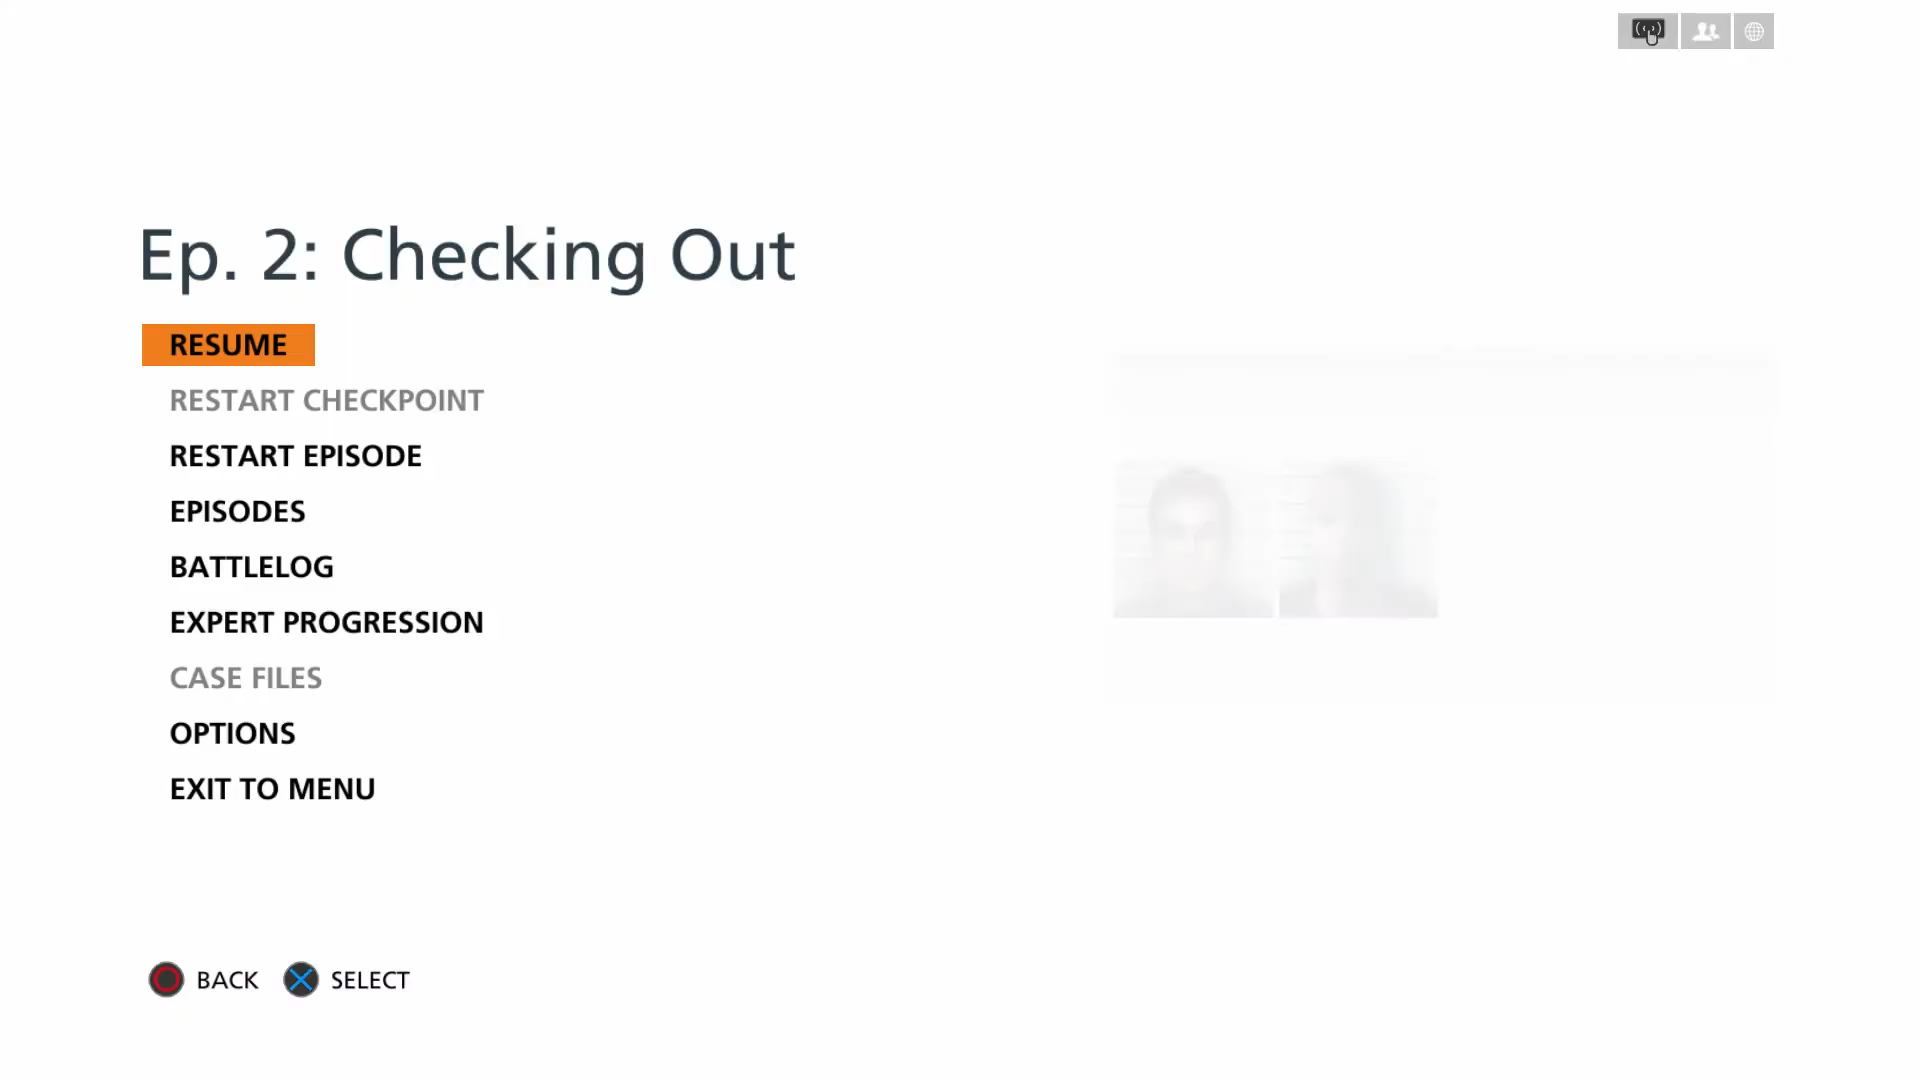 Ep. 2: Checking Out
RESUME
RESTART CHECKPOINT
RESTART EPISODE
EPISODES
BATTLELOG
EXPERT PROGRESSION
CASE FILES
OPTIONS
EXIT TO MENU
BACK SELECT